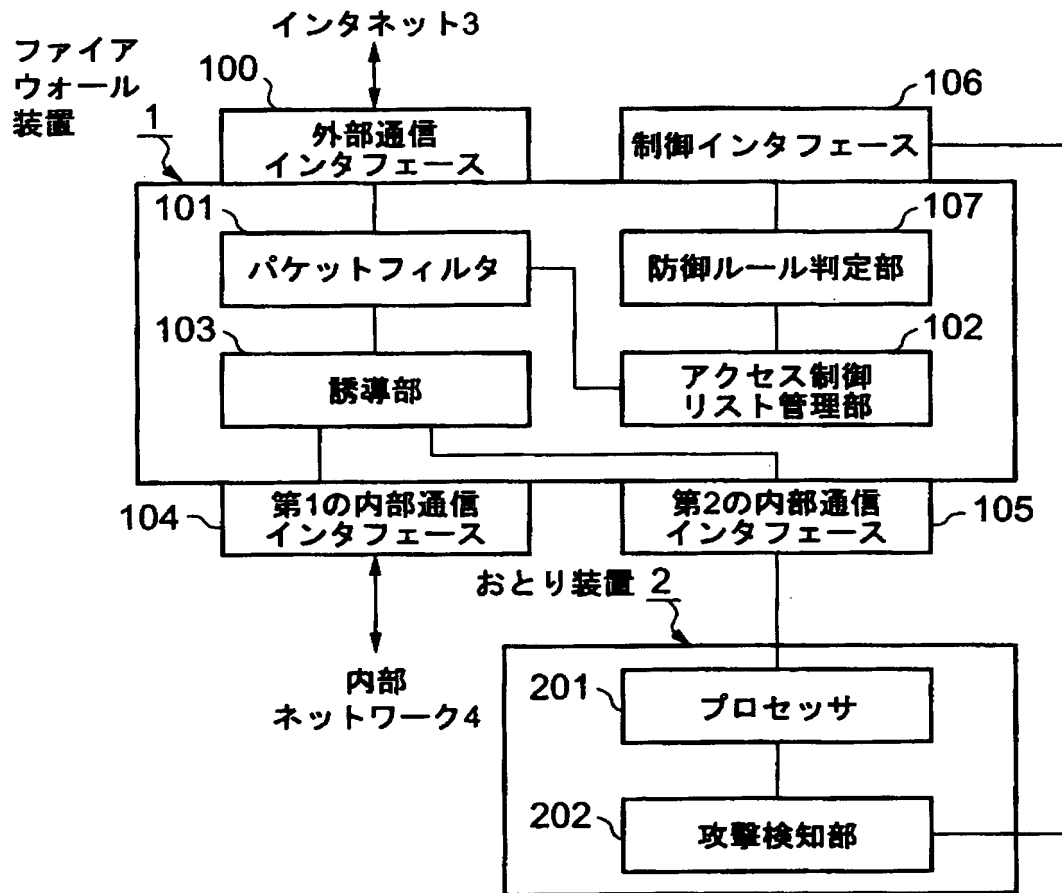 インタネット3
ファイア
ウォール
装置
1
100
外部通信
インタフェース
106
制御インタフェース
101
パケットフィルタ
107
防御ルール判定部
103
誘導部
102
アクセス制御
リスト管理部
104
第1の内部通信
インタフェース
第2の内部通信
インタフェース
105
おとり装置 2
内部
ネットワーク4
201
プロセッサ
202
攻撃検知部